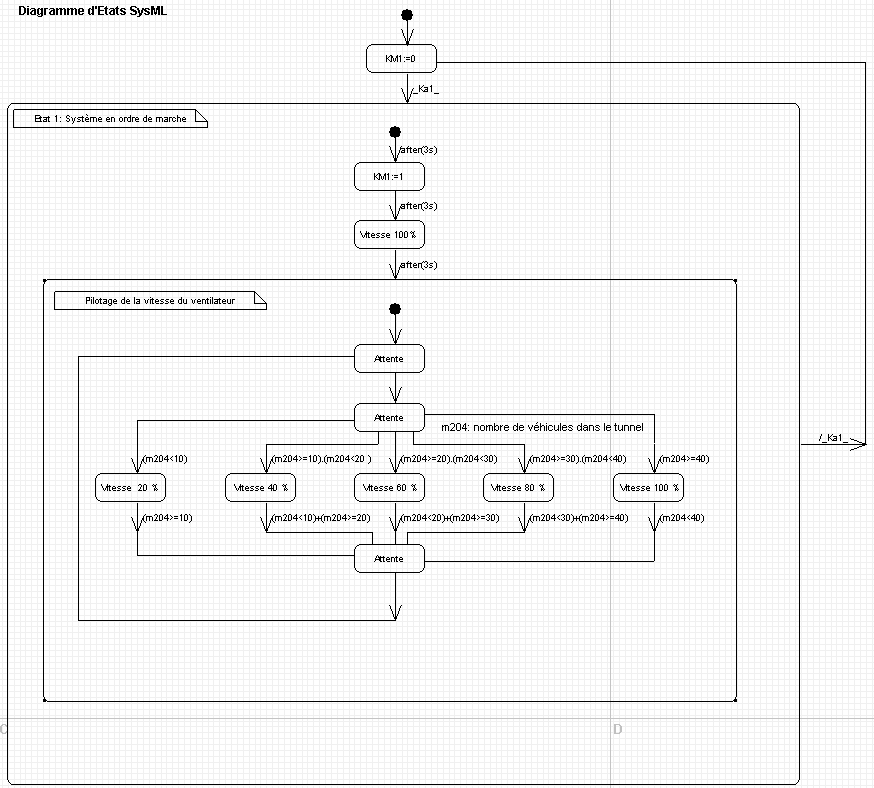 Diagramme d'Etats SysML
KM1:=0
_Ka1_
Etat 1: Système en ordre de marche
after(3s)
KM1:=1
after(3s)
Vitesse 100%
after(3s)
Pilotage de la vitesse du ventilateur
Attente
Attente
m204: nombre de véhicules dans le tunnel
/_Ka1_
(m204<10)
(m204>=10).(m204<20 )
(m204>=20).(m204<30)
(m204>=30).(m204<40)
(m204>=40)
Vitesse 20 %
Vitesse 40 %
Vitesse 60 %
Vitesse 80 %
Vitesse 100 %
(m204>=10)
(m204<10)+(m204>=20)
(m204<20)+(m204>=30)
(m204<30)+(m204>=40)
(m204<40)
Attente
C
D